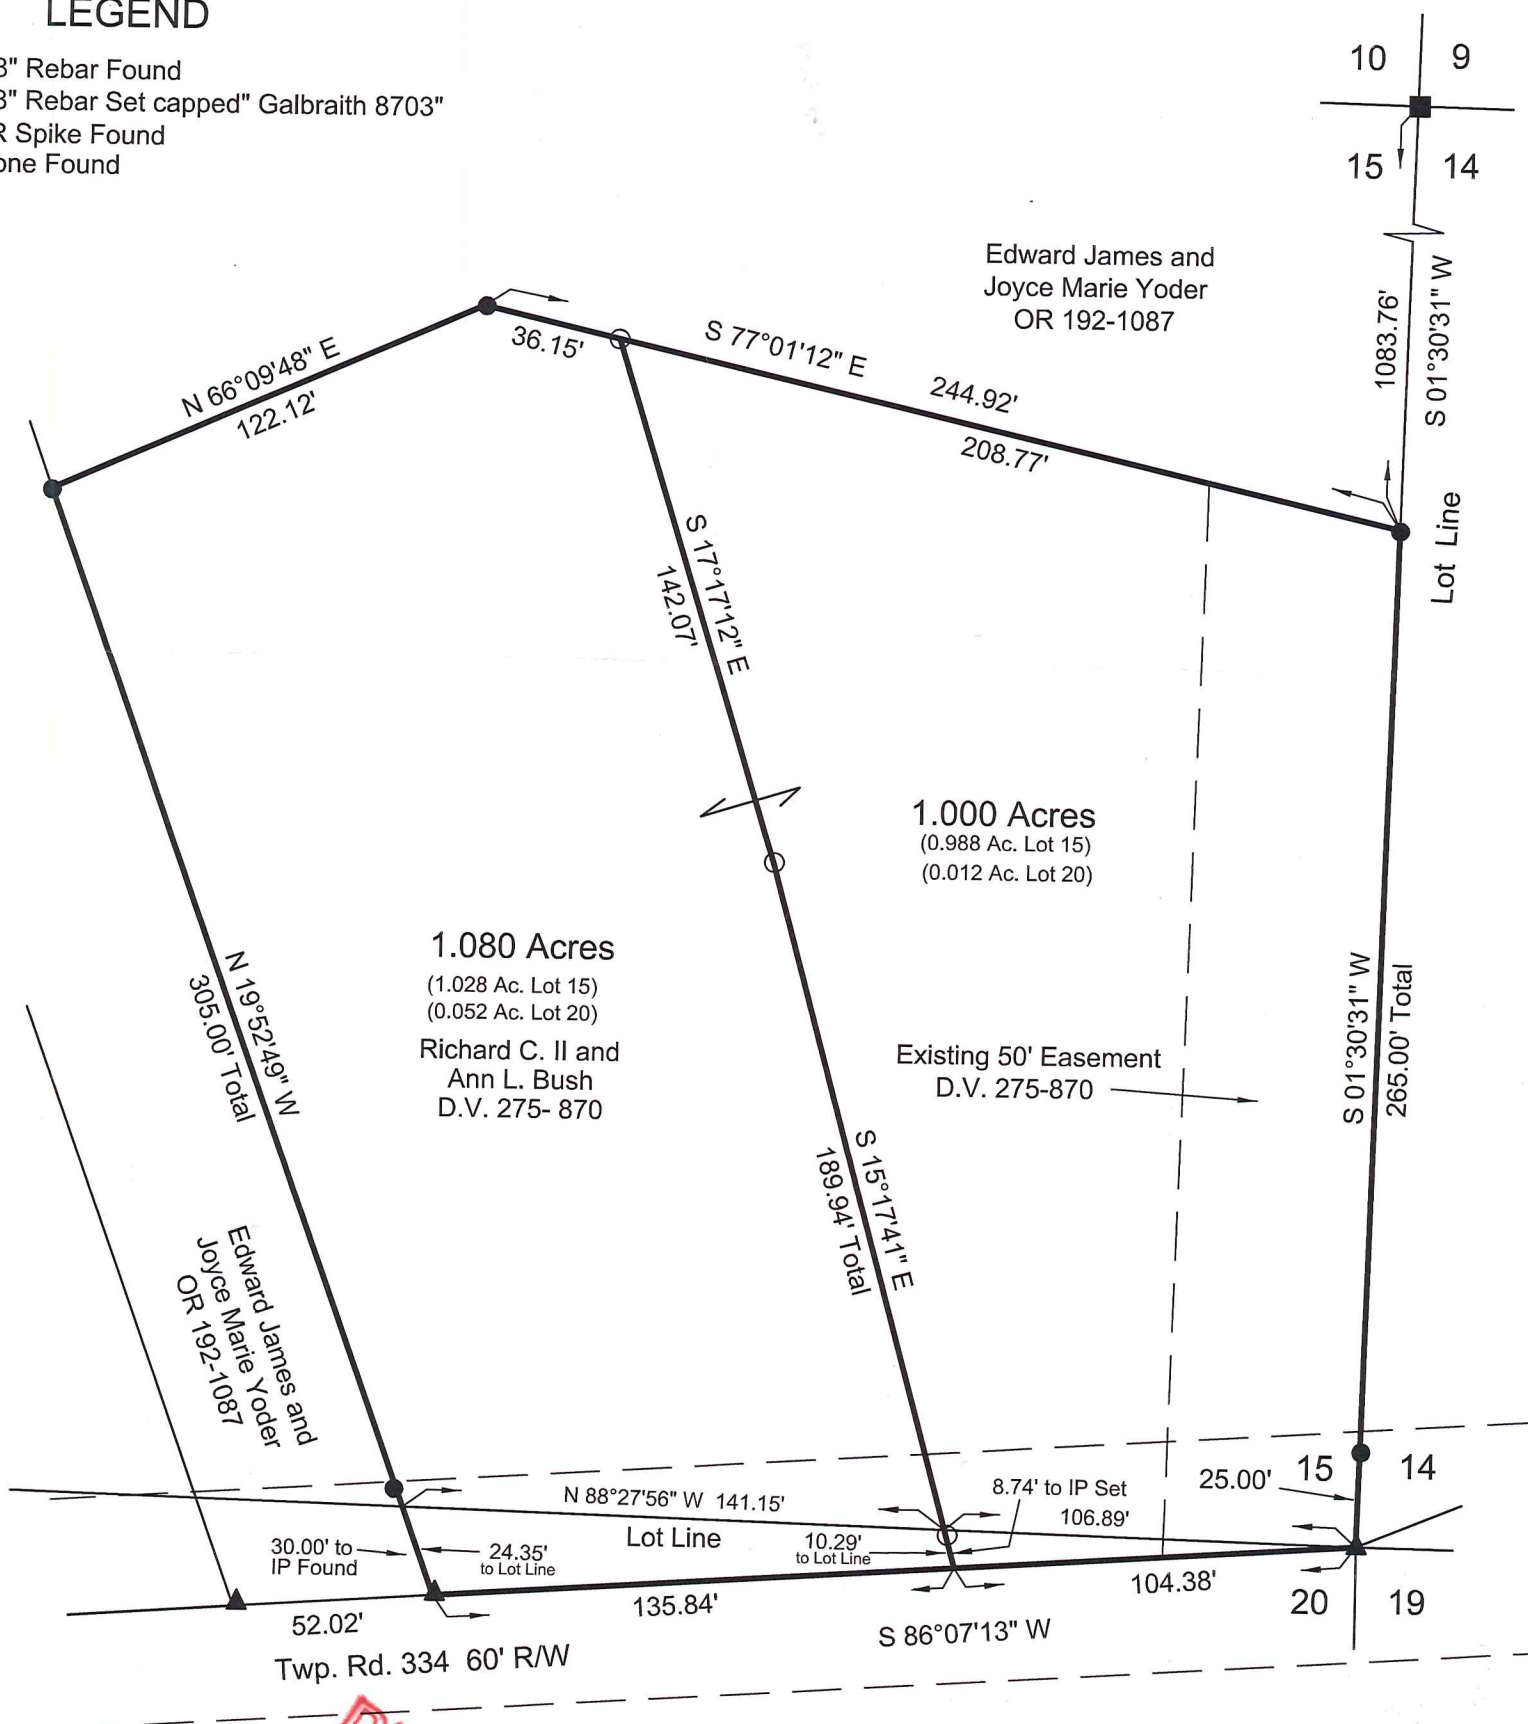 LEGEND
" Rebar Found
" Rebar Set capped" Galbraith 8703"
Spike Found
Found
10 9
15 14
Edward James and
Joyce Marie Yoder
OR 192-1087
1083.76'
S 01°30'31" W
Lot Line
N 66°09'48" E
122.12'
36.15'
S 77°01'12" E
244.92'
208.77'
S 17°17'12" E
142.07'
1.000 Acres
(0.988 Ac. Lot 15)
(0.012 Ac. Lot 20)
1.080 Acres
(1.028 Ac. Lot 15)
(0.052 Ac. Lot 20)
Richard C. II and
Ann L. Bush
D.V. 275- 870
N 19°52'49" W
305.00' Total
Existing 50' Easement
D.V. 275-870
S 01°30'31" W
265.00' Total
S 15°17'41" E
189.94' Total
Edward James and
Joyce Marie Yoder
OR 192-1087
N 88°27'56" W 141.15'
Lot Line
8.74' to IP Set
106.89'
25.00'
15 14
30.00' to
IP Found
24.35'
to Lot Line
10.29'
to Lot Line
52.02'
135.84'
104.38'
20 19
S 86°07'13" W
Twp. Rd. 334 60' R/W